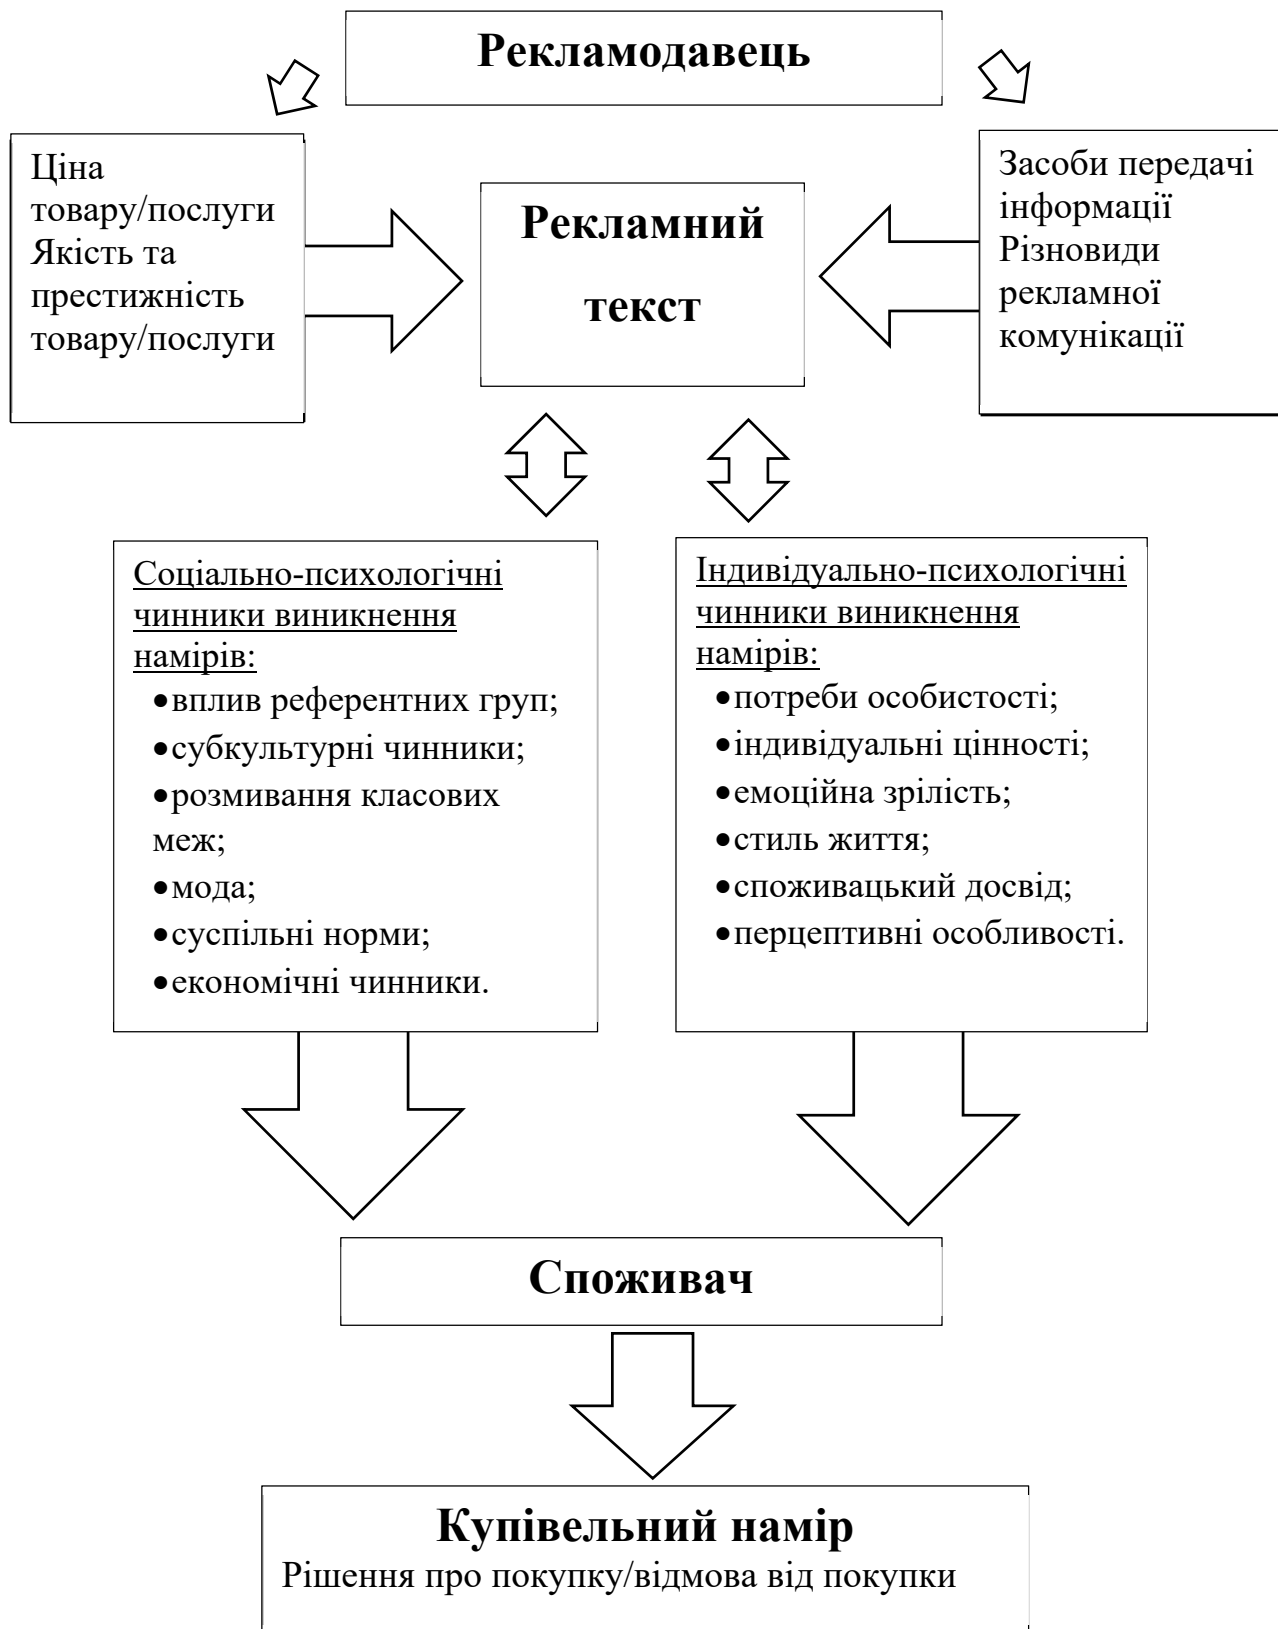 Рекламодавець
Ціна
товару/послуги
Якість та
престижність
товару/послуги
Рекламний
текст
Засоби передачі
інформації
Різновиди
рекламної
комунікації
Соціально-психологічні
чинники виникнення
намірів:
•вплив референтних груп;
•субкультурні чинники;
•розмивання класових
меж;
•мода;
•суспільні норми;
•економічні чинники.
Індивідуально-психологічні
чинники виникнення
намірів:
•потреби особистості;
•індивідуальні цінності;
•емоційна зрілість;
•стиль життя;
•споживацький досвід;
•перцептивні особливості.
Споживач
Купівельний намір
Рішення про покупку/відмова від покупки